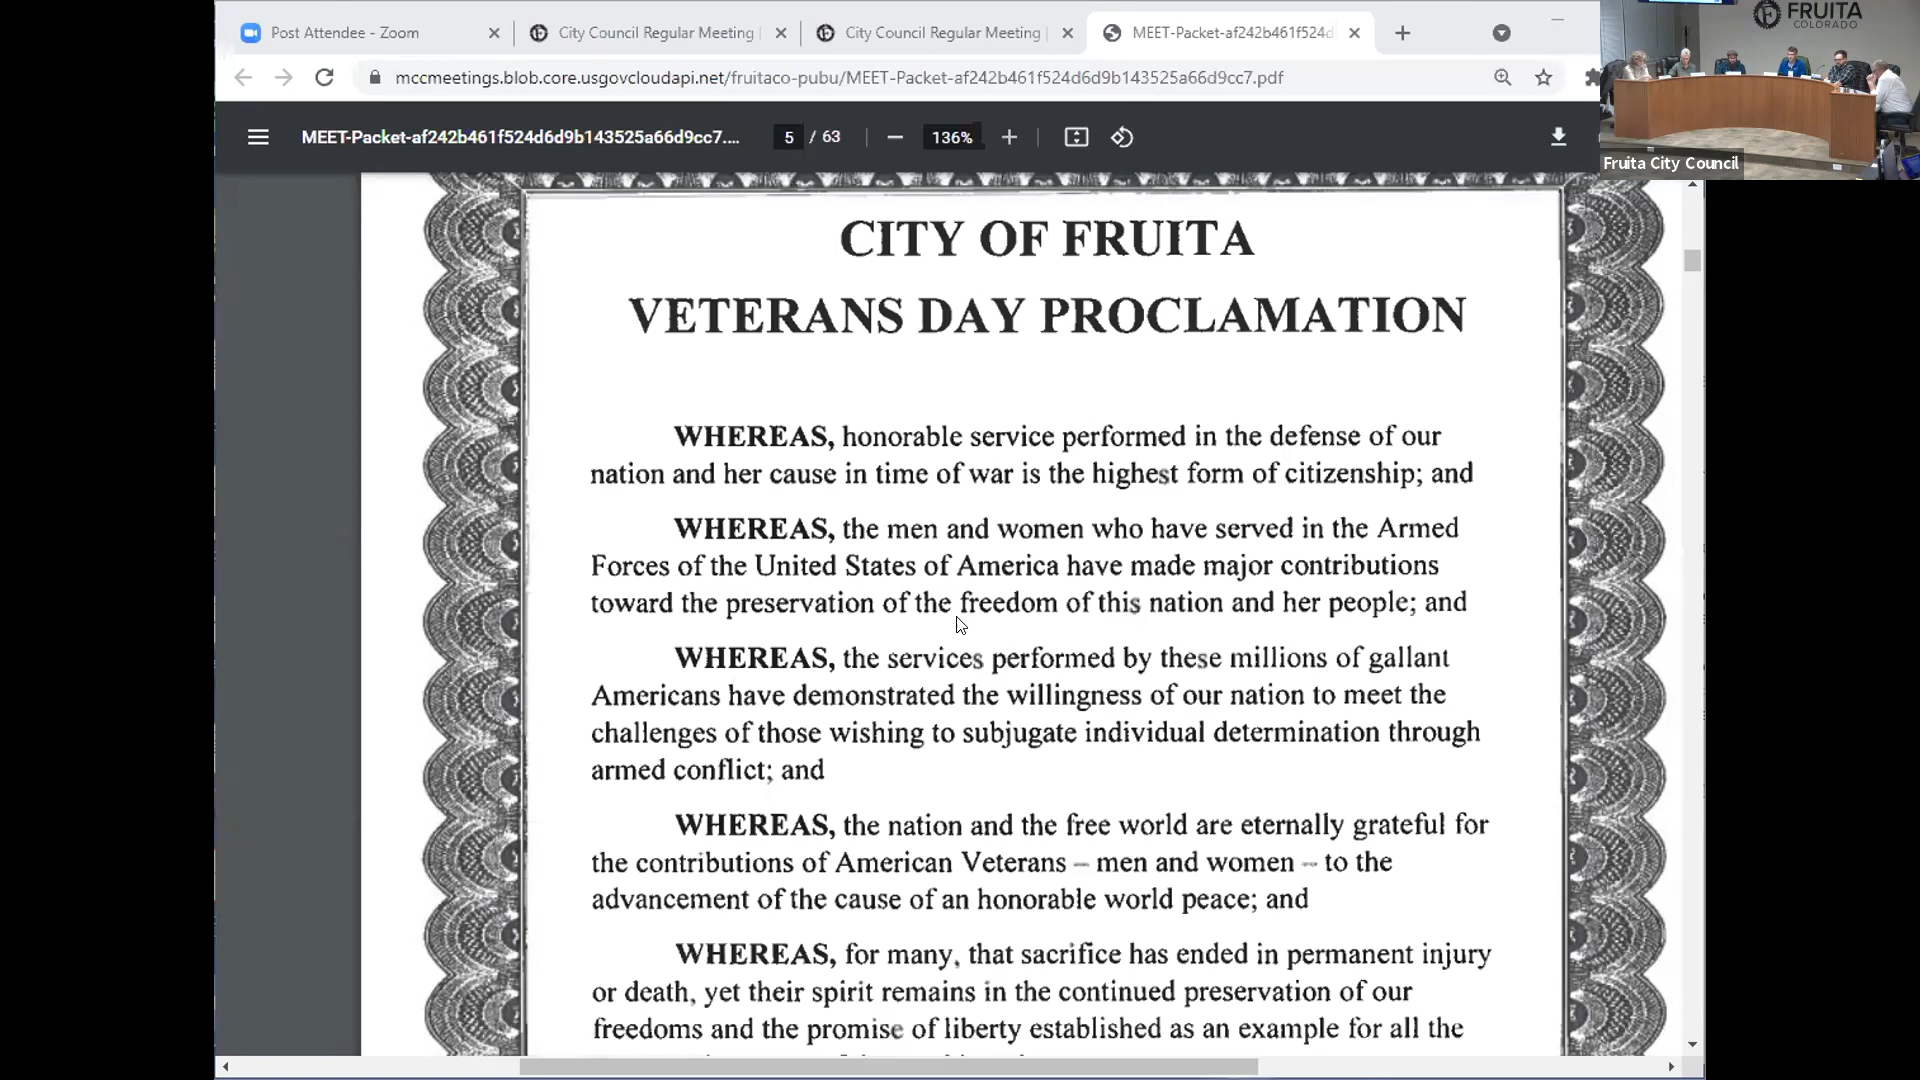 Post Attendee - Zoom
City Council Regular Meeting
City Council Regular Meeting
MEET-Packet-af242b461f524d
mccmeetings.blob.core.usgovcloudapi.net/fruitaco-pubu/MEET-Packet-af242b461f524d6d9b143525a66d9cc7.pdf
MEET-Packet-af242b461f524d6d9b143525a66d9cc7....
5 / 63
136%
FRUITA
COLORADO
Fruita City Council
CITY OF FRUITA
VETERANS DAY PROCLAMATION
WHEREAS, honorable service performed in the defense of our
nation and her cause in time of war is the highest form of citizenship; and
WHEREAS, the men and women who have served in the Armed
Forces of the United States of America have made major contributions
toward the preservation of the freedom of this nation and her people; and
WHEREAS, the services performed by these millions of gallant
Americans have demonstrated the willingness of our nation to meet the
challenges of those wishing to subjugate individual determination through
armed conflict; and
WHEREAS, the nation and the free world are eternally grateful for
the contributions of American Veterans – men and women – to the
advancement of the cause of an honorable world peace; and
WHEREAS, for many, that sacrifice has ended in permanent injury
or death, yet their spirit remains in the continued preservation of our
freedoms and the promise of liberty established as an example for all the